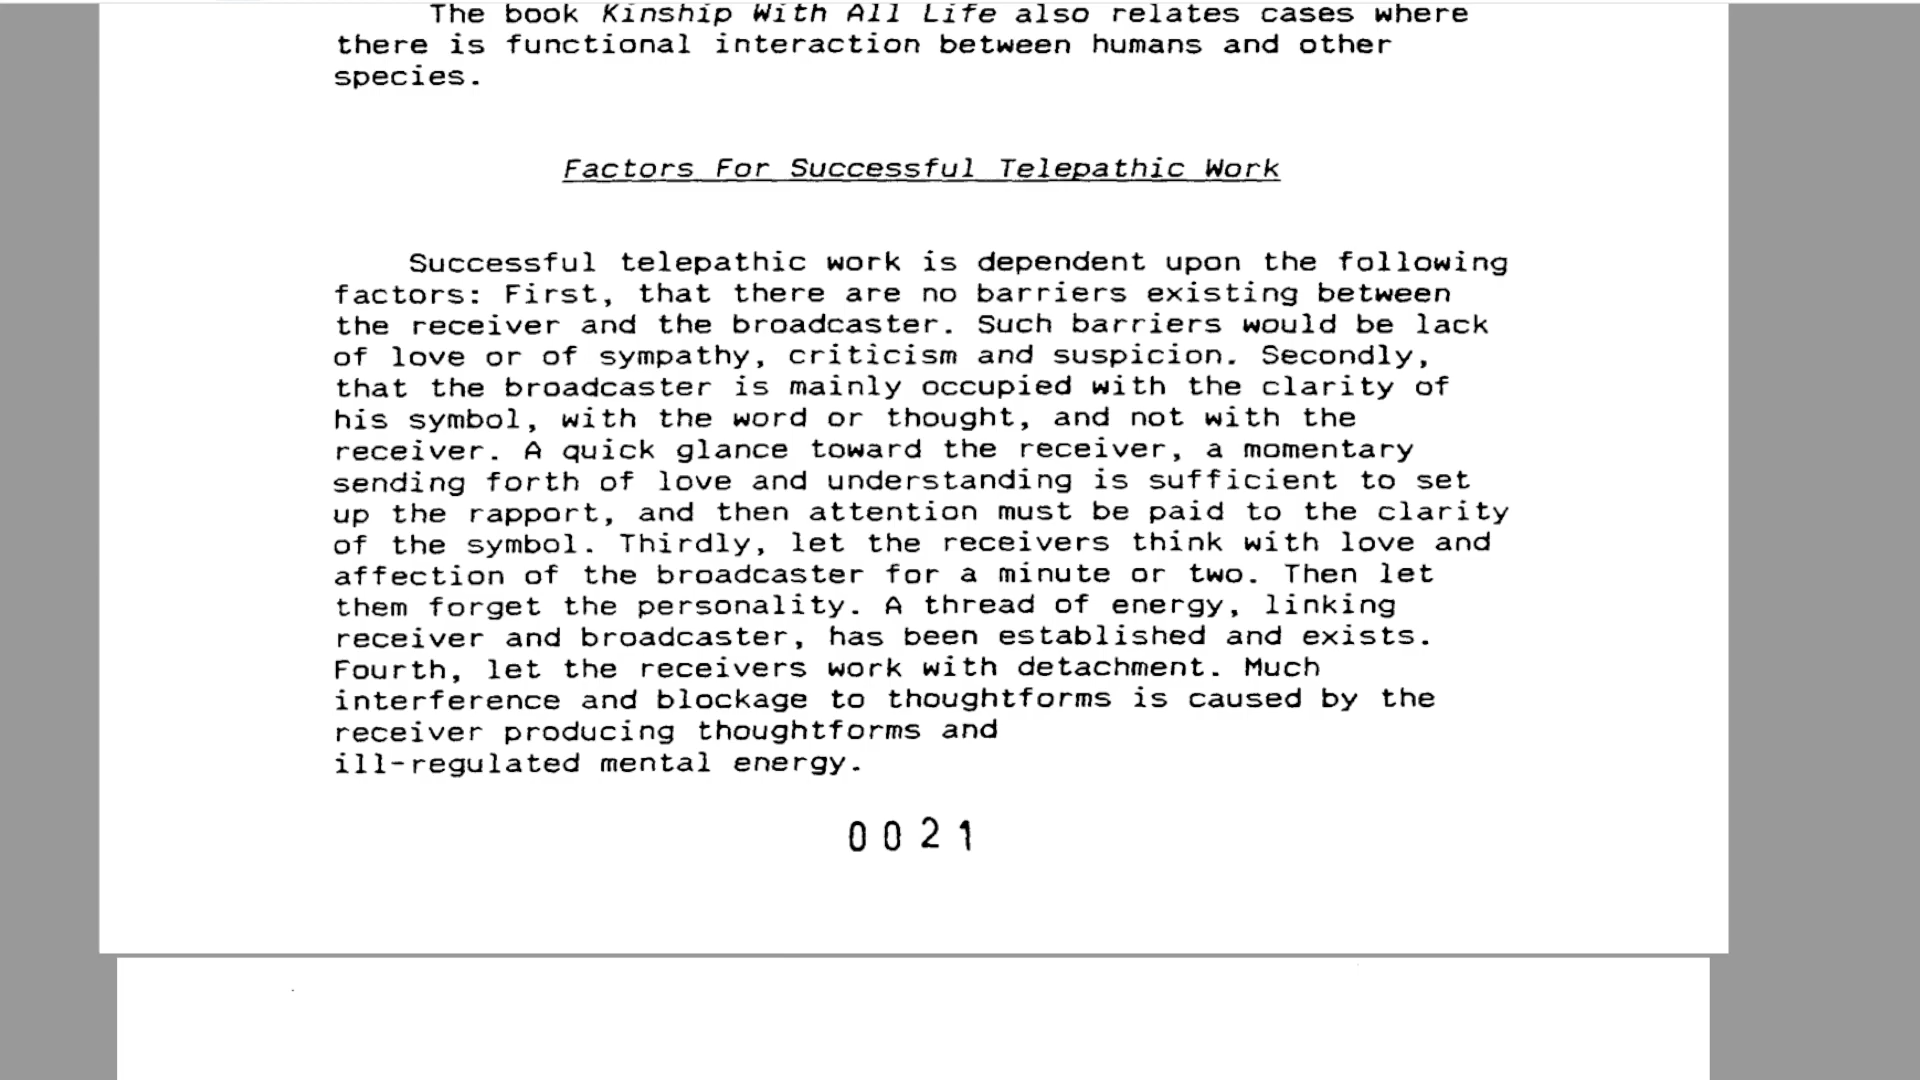 The book Kinship With All Life also relates cases where
there is functional interaction between humans and other
species.
Factors For Successful Telepathic Work
Successful telepathic work is dependent upon the following
factors: First, that there are no barriers existing between
the receiver and the broadcaster. Such barriers would be lack
of love or of sympathy, criticism and suspicion. Secondly,
that the broadcaster is mainly occupied with the clarity of
his symbol, with the word or thought, and not with the
receiver. A quick glance toward the receiver, a momentary
sending forth of love and understanding is sufficient to set
up the rapport, and then attention must be paid to the clarity
of the symbol. Thirdly, let the receivers think with love and
affection of the broadcaster for a minute or two. Then let
them forget the personality. A thread of energy, linking
receiver and broadcaster, has been established and exists.
Fourth, let the receivers work with detachment. Much
interference and blockage to thoughtforms is caused by the
receiver producing thoughtforms and
ill-regulated mental energy.
0021